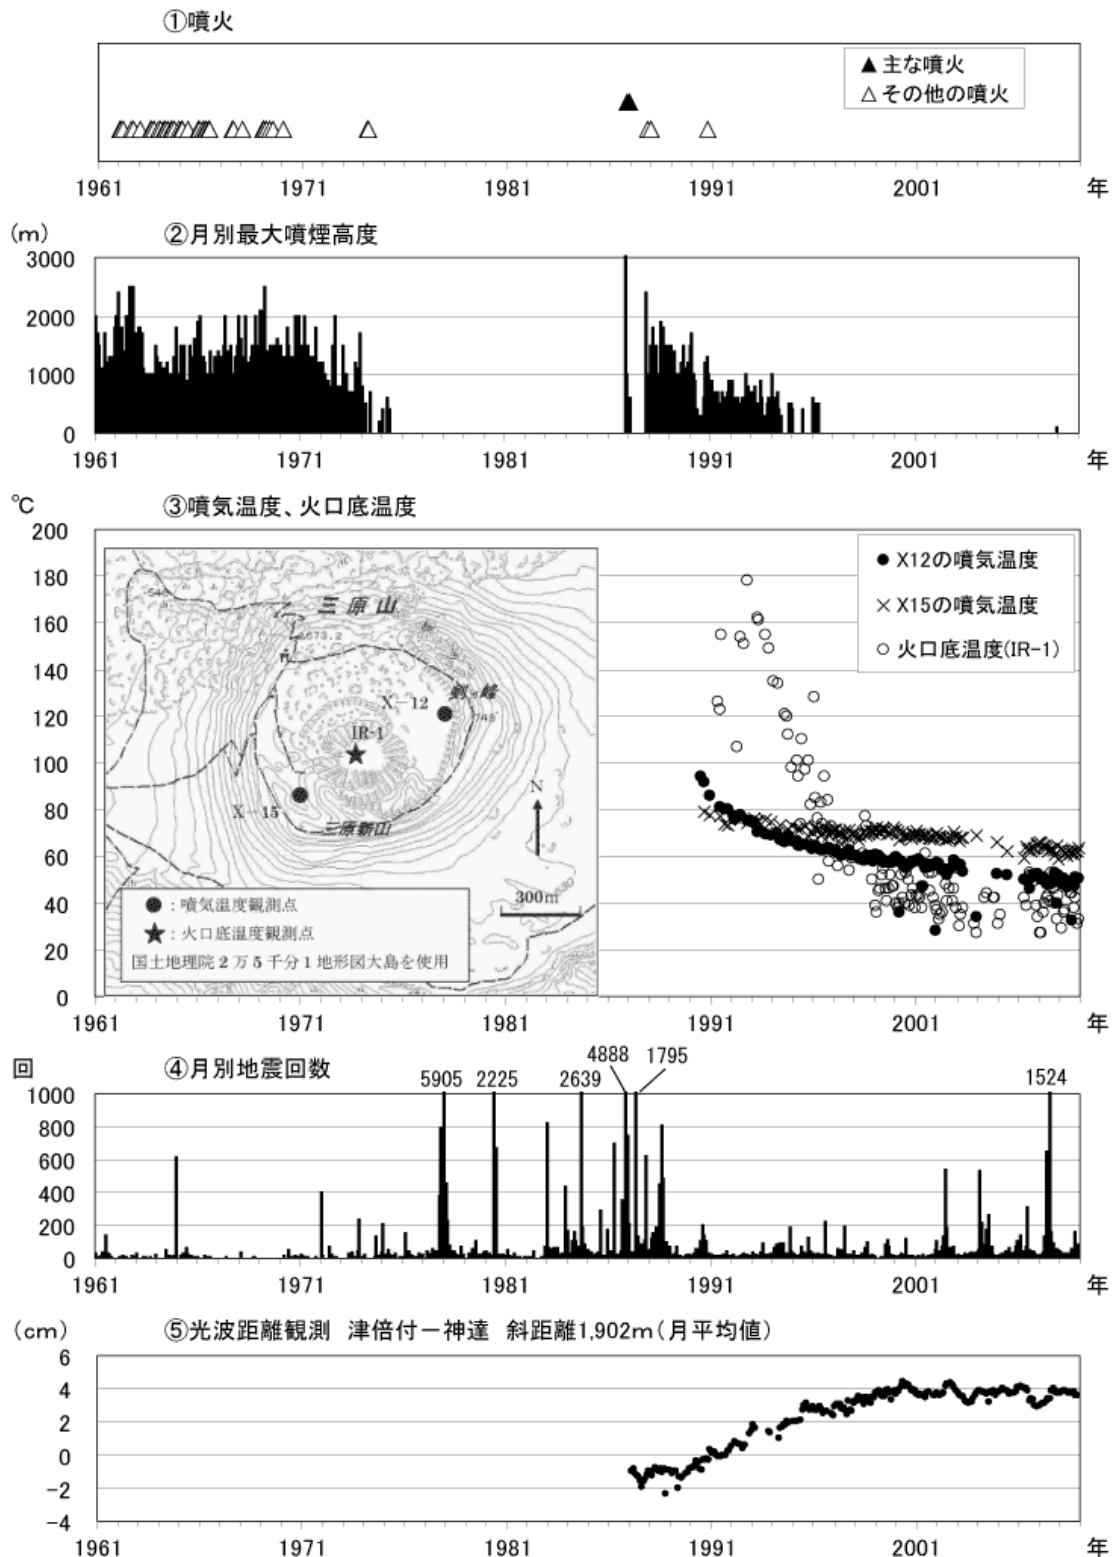 ①噴火
▲主な噴火
△その他の噴火
1961 1971 1981 1991 2001 年
(m) ②月別最大噴煙高度
3000
2000
1000
0
1961 1971 1981 1991 2001 年
℃ ③噴気温度、火口底温度
200
180
160
140
120
100
80
60
40
20
0
●X12の噴気温度
×X15の噴気温度
○火口底温度(IR-1)
三原山
673.2
剣ヶ峰
749
X-12
IR-1
X-15
三原新山
N
300m
●:噴気温度観測点
★:火口底温度観測点
国土地理院2万5千分1地形図大島を使用
1961 1971 1981 1991 2001 年
回 ④月別地震回数
5905 2225 2639 4888 1795 1524
1000
800
600
400
200
0
1961 1971 1981 1991 2001 年
(cm) ⑤光波距離観測 津倍付-神達 斜距離1,902m(月平均値)
6
4
2
0
-2
-4
1961 1971 1981 1991 2001 年